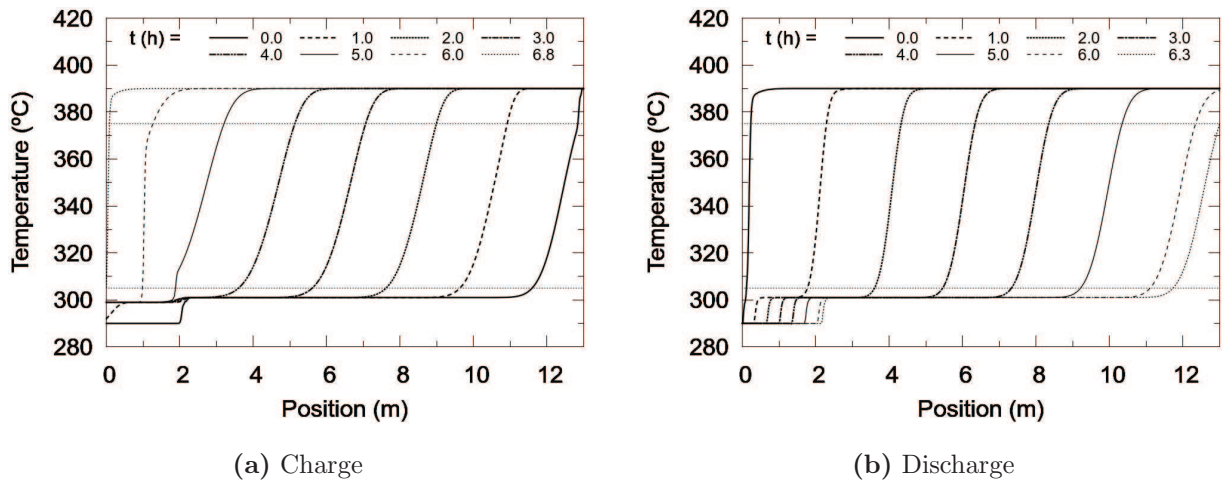 420
400
380
360
340
320
300
280
Temperature (ºC)
t (h) =
0.0 1.0 2.0 3.0
4.0 5.0 6.0 6.8
0 2 4 6 8 10 12
Position (m)
(a) Charge
420
400
380
360
340
320
300
280
Temperature (ºC)
t (h) =
0.0 1.0 2.0 3.0
4.0 5.0 6.0 6.3
0 2 4 6 8 10 12
Position (m)
(b) Discharge